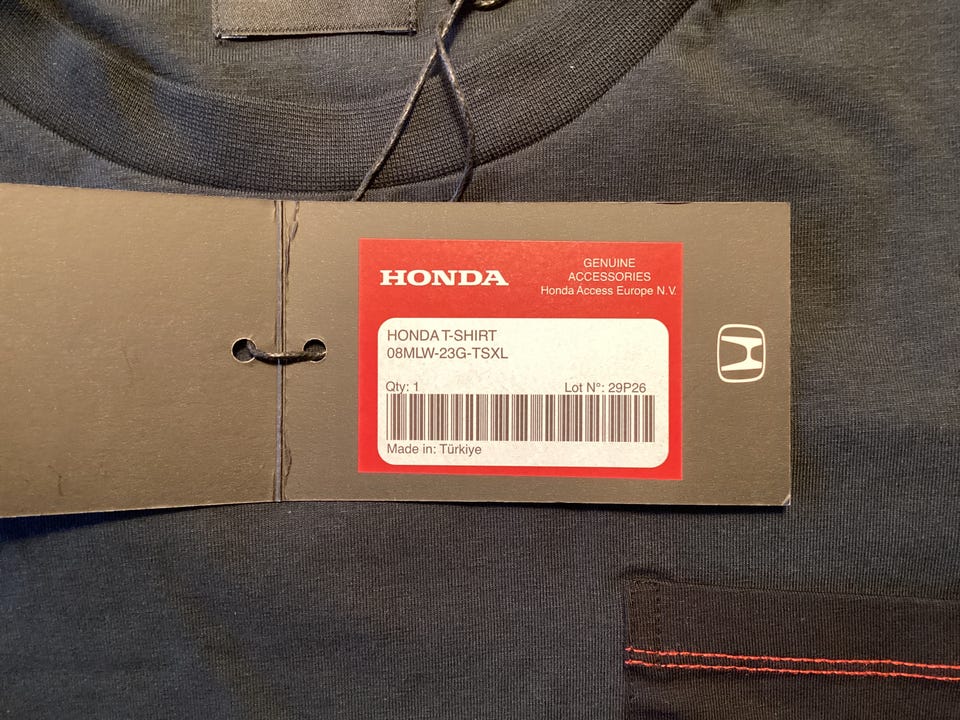 HONDA
GENUINE
ACCESSORIES
Honda Access Europe N.V.
HONDA T-SHIRT
08MLW-23G-TSXL
Qty: 1 Lot N°: 29P26
Made in: Türkiye